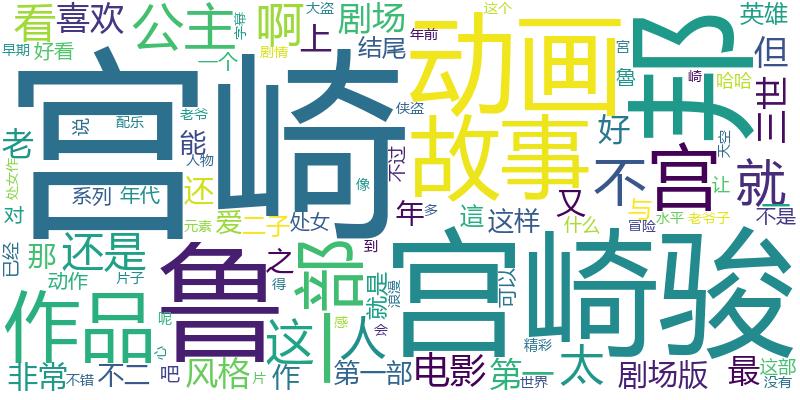 看
喜欢
公主
啊
大盗
剧场
年前
这个
英雄
早期
好看
一个
字幕
剧情
上
结尾
动画
邦
但
宫崎
侠盗
鲁
宫
崎
哈哈
三世
老
说
配乐
老爷
能
故事
好
不
宫
天空
就
处女作
系列
年代
还
人物
元素
爱
二子
处女
像
不过
年
多
這
这样
又
什么
与
冒险
让
水平
老爷子
一
不是
对
已经
那
还是
动作
片子
鲁
之
得
部
到
就是
浪漫
可以
宫崎骏
作品
呢
心
这
一
感
人
会
精彩
非常
不错
不二
吧
风格
片
作
第一部
电影
第一
世界
太
剧场版
最
这部
没有